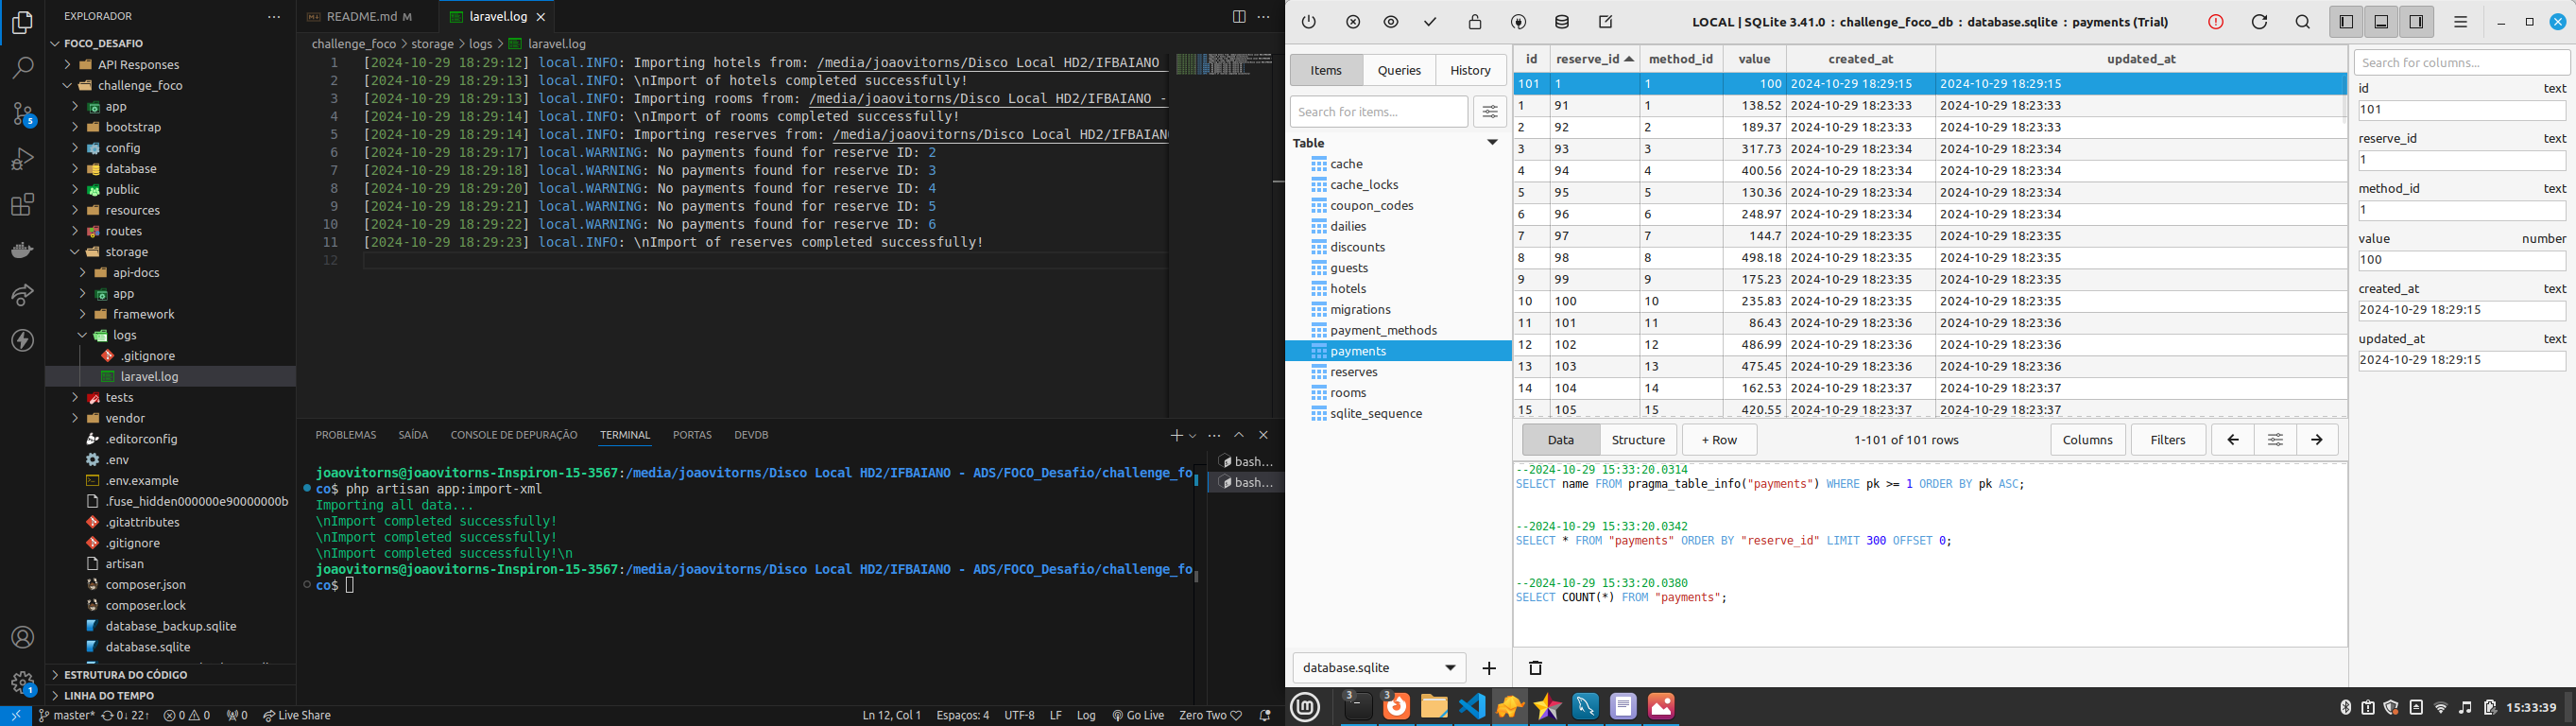 EXPLORADOR
FOCO_DESAFIO
API Responses
challenge_foco
app
bootstrap
config
database
public
resources
routes
storage
api-docs
app
framework
logs
.gitignore
laravel.log
tests
vendor
.editorconfig
.env
.env.example
.fuse_hidden000000e90000000b
.gitattributes
.gitignore
artisan
composer.json
composer.lock
database_backup.sqlite
database.sqlite
ESTRUTURA DO CÓDIGO
LINHA DO TEMPO
5
1
README.md M
laravel.log
challenge_foco > storage > logs > laravel.log
1 [2024-10-29 18:29:12] local.INFO: Importing hotels from: /media/joaovitorns/Disco Local HD2/IFBAIANO
2 [2024-10-29 18:29:13] local.INFO: \nImport of hotels completed successfully!
3 [2024-10-29 18:29:13] local.INFO: Importing rooms from: /media/joaovitorns/Disco Local HD2/IFBAIANO -
4 [2024-10-29 18:29:14] local.INFO: \nImport of rooms completed successfully!
5 [2024-10-29 18:29:14] local.INFO: Importing reserves from: /media/joaovitorns/Disco Local HD2/IFBAIAN
6 [2024-10-29 18:29:17] local.WARNING: No payments found for reserve ID: 2
7 [2024-10-29 18:29:18] local.WARNING: No payments found for reserve ID: 3
8 [2024-10-29 18:29:20] local.WARNING: No payments found for reserve ID: 4
9 [2024-10-29 18:29:21] local.WARNING: No payments found for reserve ID: 5
10 [2024-10-29 18:29:22] local.WARNING: No payments found for reserve ID: 6
11 [2024-10-29 18:29:23] local.INFO: \nImport of reserves completed successfully!
12
PROBLEMAS SAÍDA CONSOLE DE DEPURAÇÃO TERMINAL PORTAS DEVDB
joaovitorns@joaovitorns-Inspiron-15-3567:/media/joaovitorns/Disco Local HD2/IFBAIANO - ADS/FOCO_Desafio/challenge_fo
co$ php artisan app:import-xml
Importing all data...
\nImport completed successfully!
\nImport completed successfully!
\nImport completed successfully!\n
joaovitorns@joaovitorns-Inspiron-15-3567:/media/joaovitorns/Disco Local HD2/IFBAIANO - ADS/FOCO_Desafio/challenge_fo
co$
bash...
bash...
master* 0↓ 22↑ 0 0 0 Live Share Ln 12, Col 1 Espaços: 4 UTF-8 LF Log Go Live Zero Two
LOCAL | SQLite 3.41.0 : challenge_foco_db : database.sqlite : payments (Trial)
Items Queries History
Search for items...
Table
cache
cache_locks
coupon_codes
dailies
discounts
guests
hotels
migrations
payment_methods
payments
reserves
rooms
sqlite_sequence
database.sqlite
id reserve_id method_id value created_at updated_at
101 1 1 100 2024-10-29 18:29:15 2024-10-29 18:29:15
1 91 1 138.52 2024-10-29 18:23:33 2024-10-29 18:23:33
2 92 2 189.37 2024-10-29 18:23:33 2024-10-29 18:23:33
3 93 3 317.73 2024-10-29 18:23:34 2024-10-29 18:23:34
4 94 4 400.56 2024-10-29 18:23:34 2024-10-29 18:23:34
5 95 5 130.36 2024-10-29 18:23:34 2024-10-29 18:23:34
6 96 6 248.97 2024-10-29 18:23:34 2024-10-29 18:23:34
7 97 7 144.7 2024-10-29 18:23:35 2024-10-29 18:23:35
8 98 8 498.18 2024-10-29 18:23:35 2024-10-29 18:23:35
9 99 9 175.23 2024-10-29 18:23:35 2024-10-29 18:23:35
10 100 10 235.83 2024-10-29 18:23:35 2024-10-29 18:23:35
11 101 11 86.43 2024-10-29 18:23:36 2024-10-29 18:23:36
12 102 12 486.99 2024-10-29 18:23:36 2024-10-29 18:23:36
13 103 13 475.45 2024-10-29 18:23:36 2024-10-29 18:23:36
14 104 14 162.53 2024-10-29 18:23:37 2024-10-29 18:23:37
15 105 15 420.55 2024-10-29 18:23:37 2024-10-29 18:23:37
Data Structure + Row 1-101 of 101 rows Columns Filters
--2024-10-29 15:33:20.0314
SELECT name FROM pragma_table_info("payments") WHERE pk >= 1 ORDER BY pk ASC;
--2024-10-29 15:33:20.0342
SELECT * FROM "payments" ORDER BY "reserve_id" LIMIT 300 OFFSET 0;
--2024-10-29 15:33:20.0380
SELECT COUNT(*) FROM "payments";
Search for columns...
id text
101
reserve_id text
1
method_id text
1
value number
100
created_at text
2024-10-29 18:29:15
updated_at text
2024-10-29 18:29:15
3 3
15:33:39